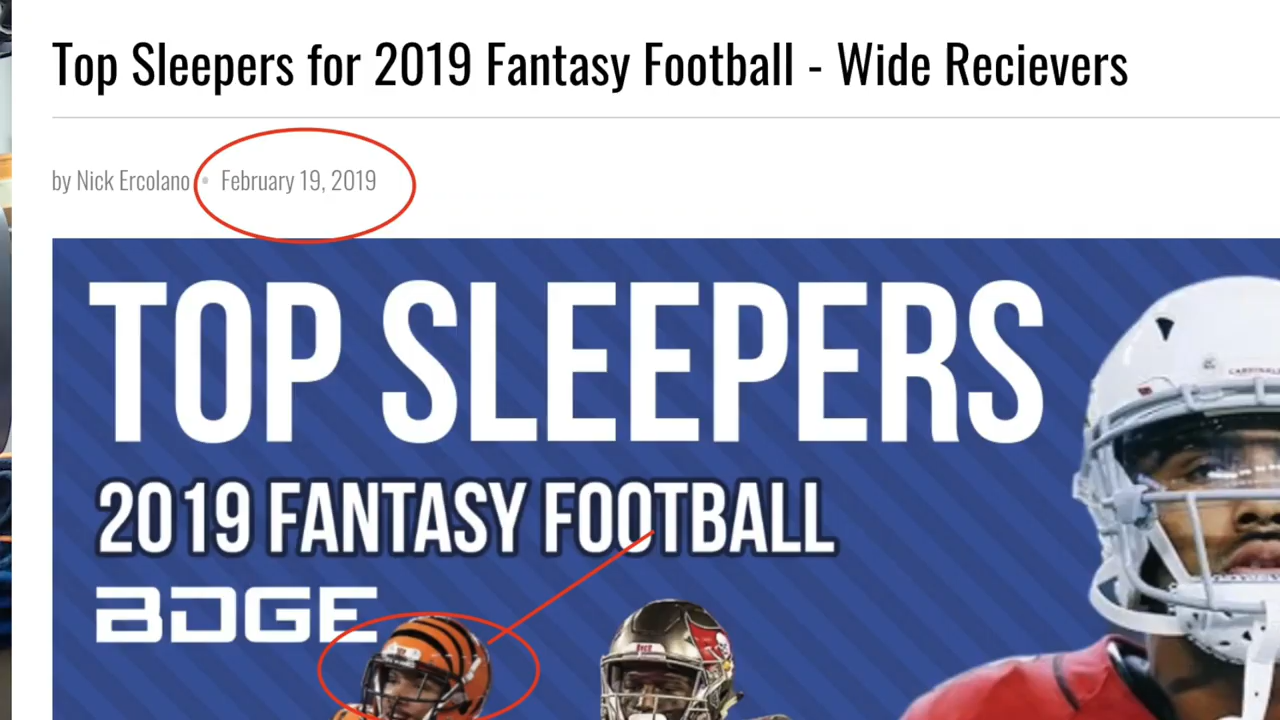 Top Sleepers for 2019 Fantasy Football - Wide Recievers
by Nick Ercolano • February 19, 2019
TOP SLEEPERS
2019 FANTASY FOOTBALL
BDGE